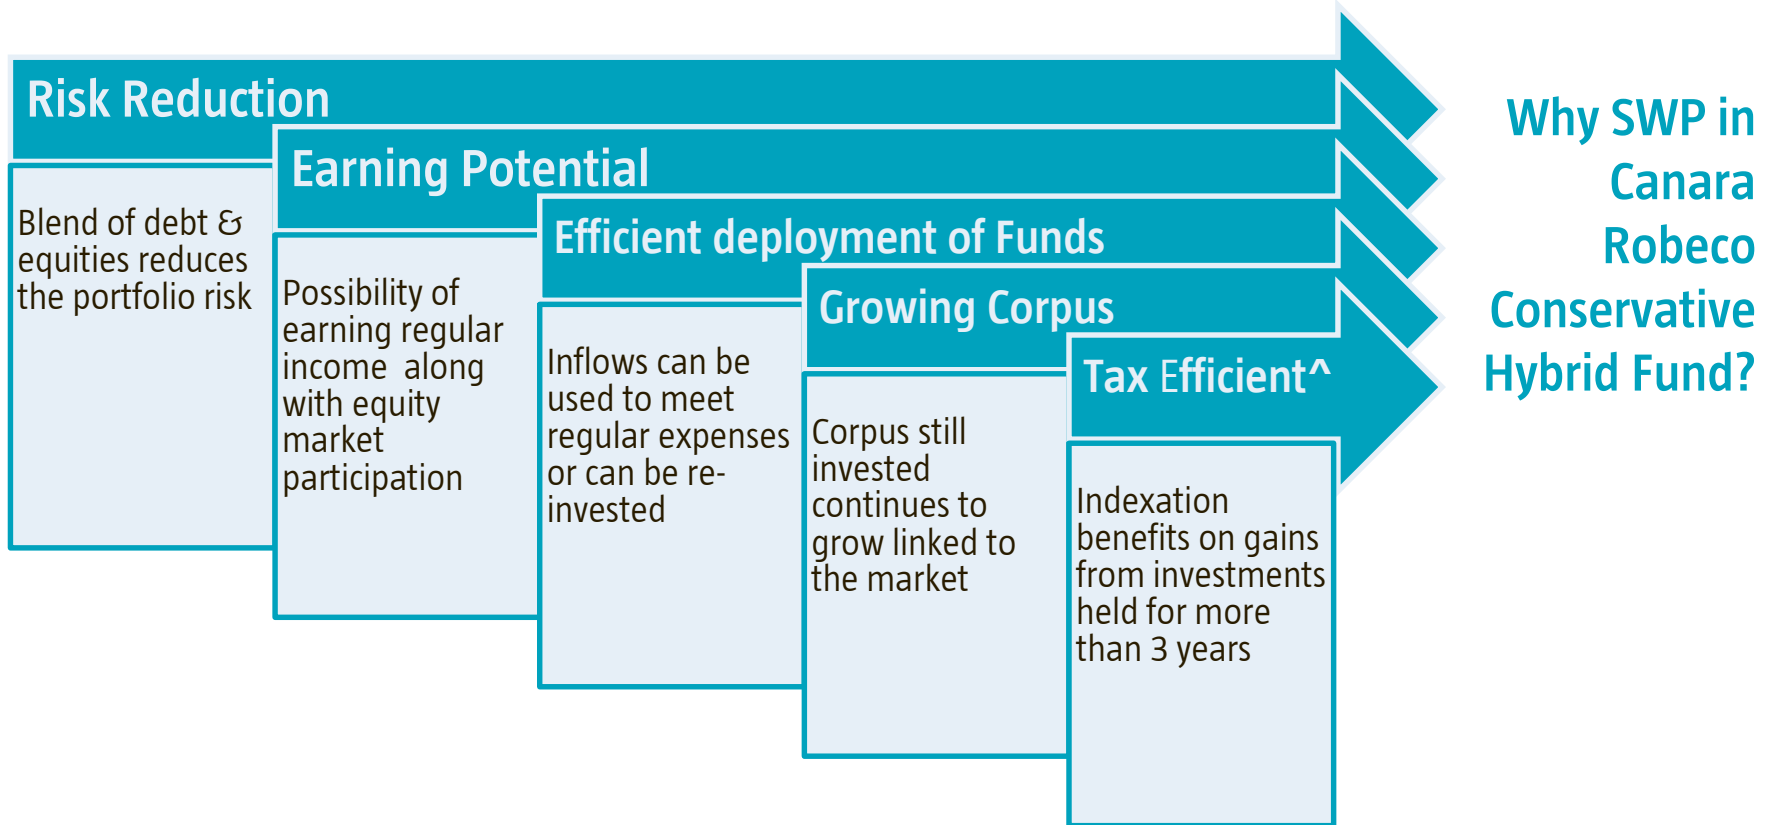 Risk Reduction
Blend of debt &
equities reduces
the portfolio risk
Earning Potential
Possibility of
earning regular
income  along
with equity
market
participation
Efficient deployment of Funds
Inflows can be
used to meet
regular expenses
or can be re-
invested
Growing Corpus
Corpus still
invested
continues to
grow linked to
the market
Tax Efficient^
Indexation
benefits on gains
from investments
held for more
than 3 years
Why SWP in
Canara
Robeco
Conservative
Hybrid Fund?